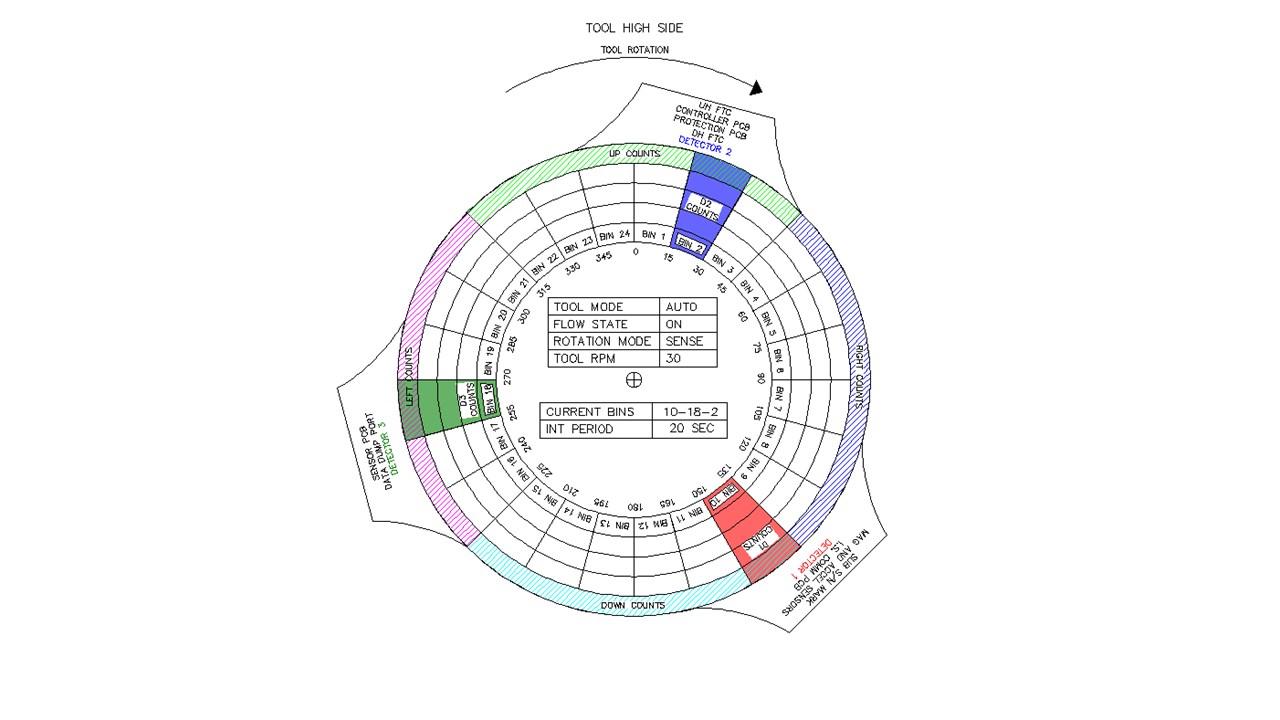 TOOL HIGH SIDE
TOOL ROTATION
UH FTC
CONTROLLER PCB
PROTECTION PCB
DH FTC
DETECTOR 2
UP COUNTS
D2
COUNTS
BIN 1
BIN 2
BIN 3
BIN 4
BIN 5
BIN 6
BIN 7
BIN 8
BIN 9
BIN 10
BIN 11
BIN 12
BIN 13
BIN 14
BIN 15
BIN 16
BIN 17
BIN 18
BIN 19
BIN 20
BIN 21
BIN 22
BIN 23
BIN 24
0
15
30
45
60
75
90
105
120
135
150
165
180
195
210
225
240
255
270
285
300
315
330
345
TOOL MODE AUTO
FLOW STATE ON
ROTATION MODE SENSE
TOOL RPM 30
CURRENT BINS 10-18-2
INT PERIOD 20 SEC
RIGHT COUNTS
LEFT COUNTS
D3
COUNTS
SENSOR PCB
DATA DUMP PORT
DETECTOR 3
D1
COUNTS
DETECTOR 1
COMM PCB
AND ACCEL SENSORS
SUB S/N MARK
MAG
DOWN COUNTS